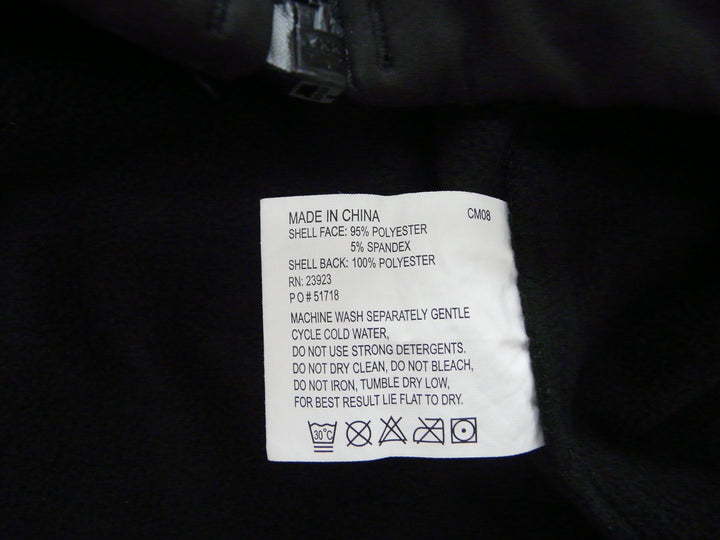 MADE IN CHINA CM08
SHELL FACE: 95% POLYESTER
5% SPANDEX
SHELL BACK: 100% POLYESTER
RN: 23923
PO#51718
MACHINE WASH SEPARATELY GENTLE
CYCLE COLD WATER,
DO NOT USE STRONG DETERGENTS.
DO NOT DRY CLEAN, DO NOT BLEACH,
DO NOT IRON, TUMBLE DRY LOW,
FOR BEST RESULT LIE FLAT TO DRY.
30°C